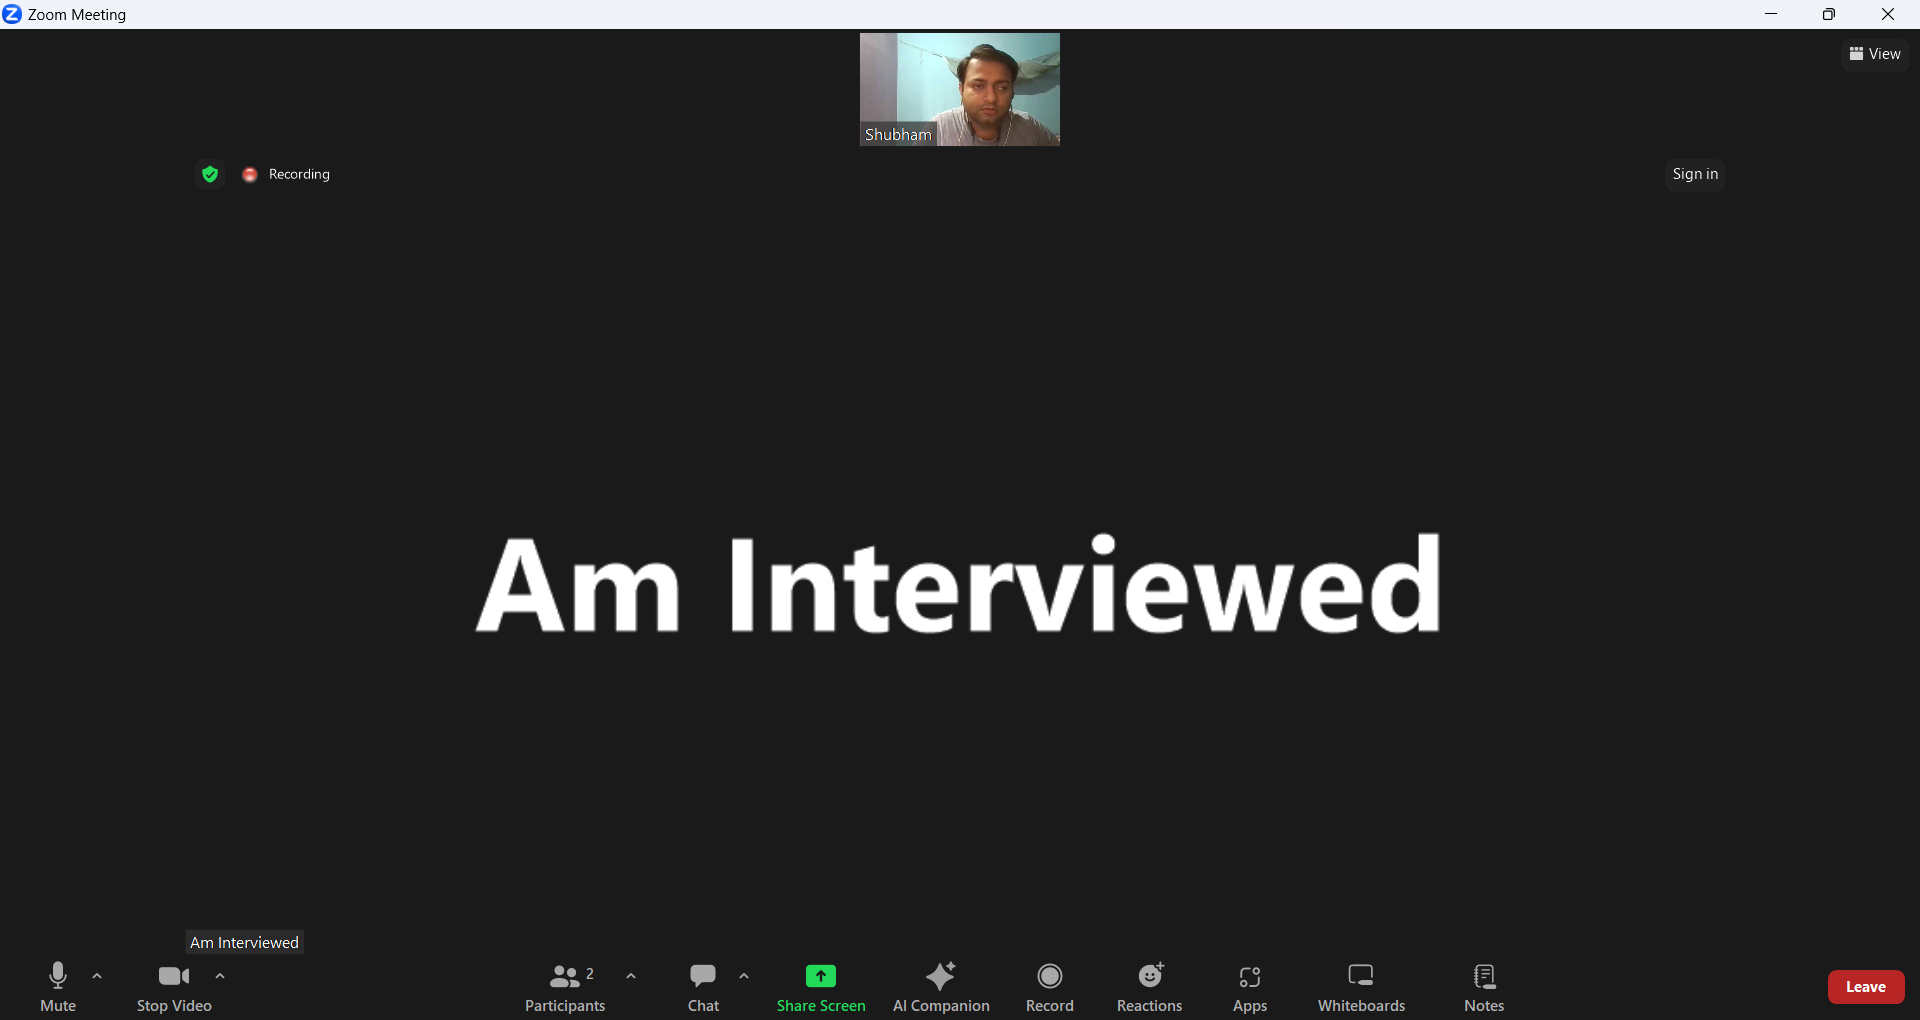 Zoom Meeting
View
Shubham
Recording
Sign in
Am Interviewed
Am Interviewed
2
Mute
Stop Video
Participants
Chat
Share Screen
AI Companion
Record
Reactions
Apps
Whiteboards
Notes
Leave